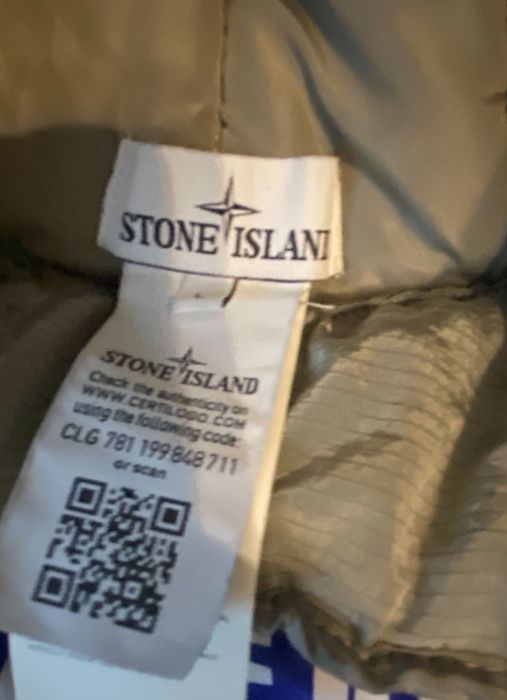 STONE ISLAND
STONE ISLAND
Check the authenticity on
WWW.CERTILOGO.COM
using the following code:
CLG 781 199 848 711
or scan